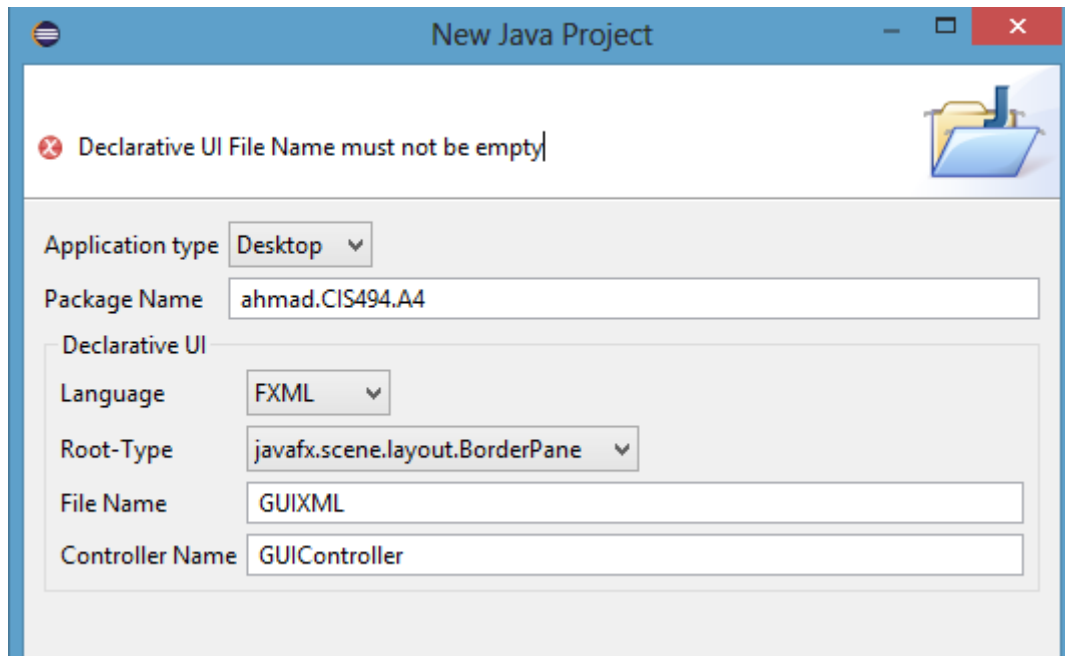 New Java Project
Declarative UI File Name must not be empty
Application type Desktop
Package Name ahmad.CIS494.A4
Declarative UI
Language FXML
Root-Type javafx.scene.layout.BorderPane
File Name GUIXML
Controller Name GUIController